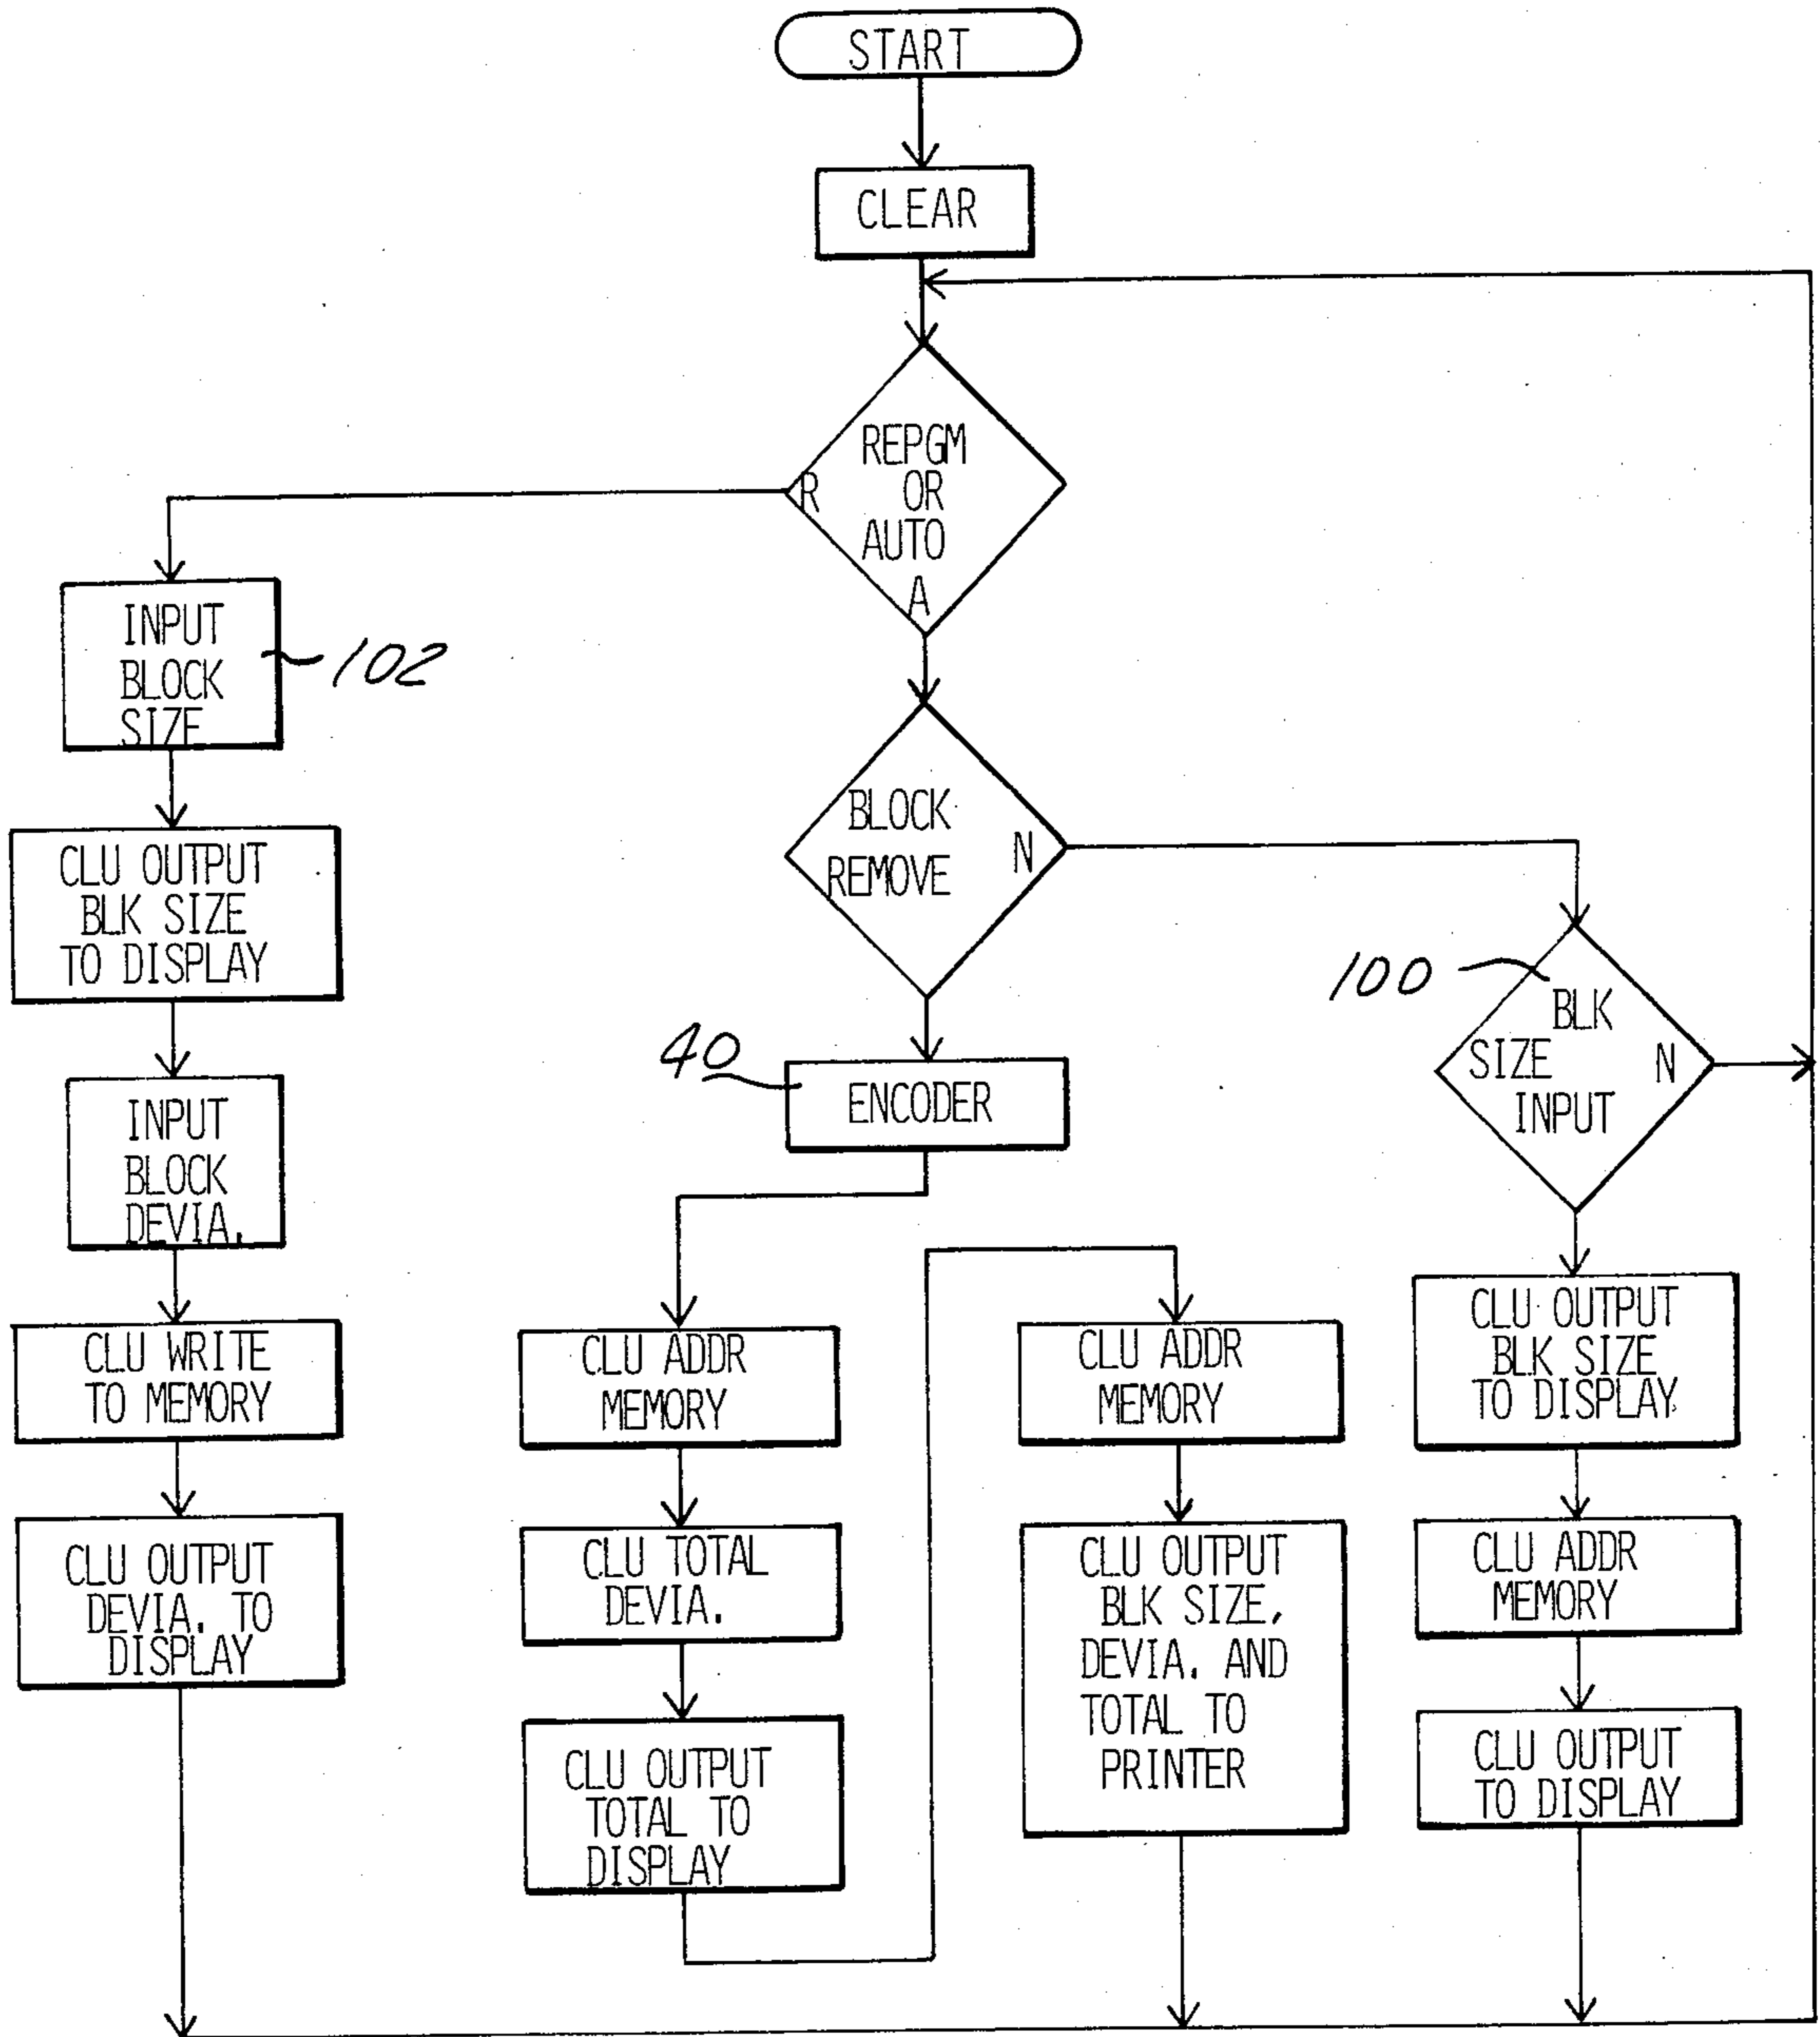 START
CLEAR
REPGM
R OR
AUTO
A
INPUT
BLOCK
SIZE
102
CLU OUTPUT
BLK SIZE
TO DISPLAY
INPUT
BLOCK
DEVIA.
CLU WRITE
TO MEMORY
CLU OUTPUT
DEVIA. TO
DISPLAY
BLOCK
REMOVE
N
40
ENCODER
CLU ADDR
MEMORY
CLU TOTAL
DEVIA.
CLU OUTPUT
TOTAL TO
DISPLAY
CLU ADDR
MEMORY
CLU OUTPUT
BLK SIZE,
DEVIA. AND
TOTAL TO
PRINTER
100
BLK
SIZE N
INPUT
CLU OUTPUT
BLK SIZE
TO DISPLAY
CLU ADDR
MEMORY
CLU OUTPUT
TO DISPLAY